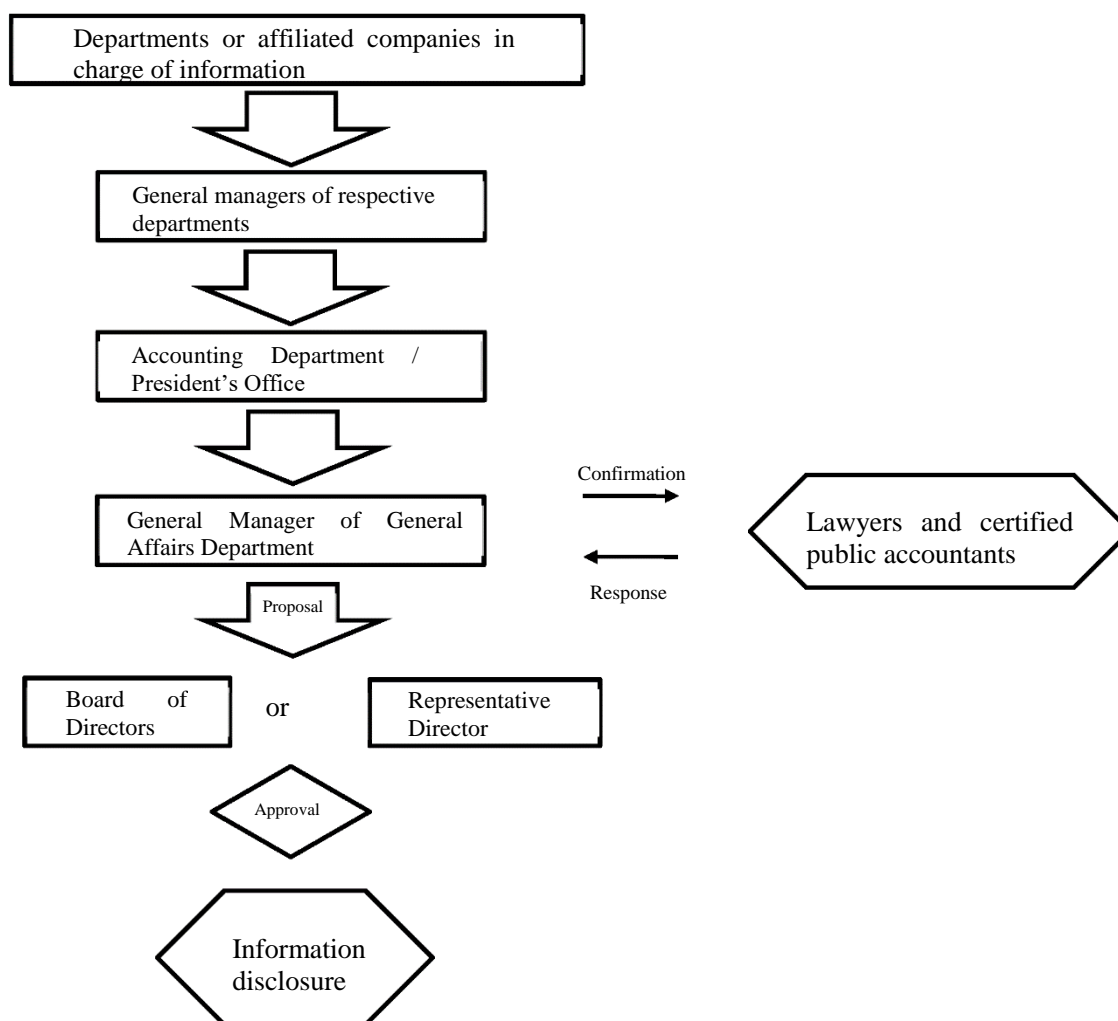 Departments or affiliated companies in
charge of information
General managers of respective
departments
Accounting Department /
President’s Office
Confirmation
General Manager of General
Affairs Department
Lawyers and certified
public accountants
Response
Proposal
Board of
Directors
or
Representative
Director
Approval
Information
disclosure